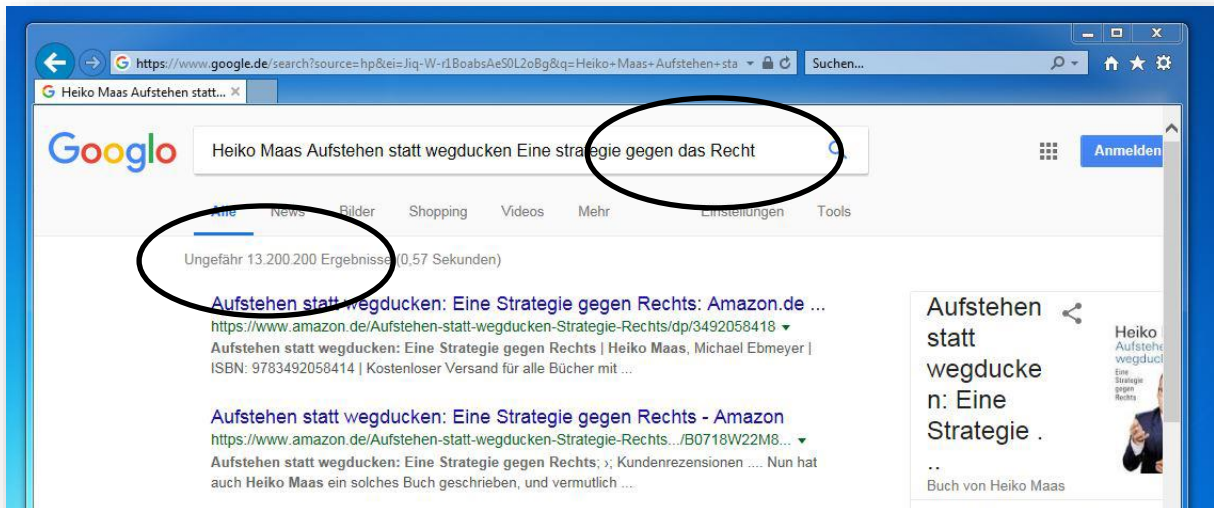 https://www.google.de/search?source=hp&ei=Jiq-W-r1BoabsAeS0L2oBg&q=Heiko+Maas+Aufstehen+sta Suchen...
Heiko Maas Aufstehen statt...
Googlo Heiko Maas Aufstehen statt wegducken Eine strategie gegen das Recht Anmelden
Alle News Bilder Shopping Videos Mehr Einstellungen Tools
Ungefähr 13.200.200 Ergebnisse (0,57 Sekunden)
Aufstehen statt wegducken: Eine Strategie gegen Rechts: Amazon.de ...
https://www.amazon.de/Aufstehen-statt-wegducken-Strategie-Rechts/dp/3492058418
Aufstehen statt wegducken: Eine Strategie gegen Rechts | Heiko Maas, Michael Ebmeyer |
ISBN: 9783492058414 | Kostenloser Versand für alle Bücher mit ...
Aufstehen statt wegducken: Eine Strategie gegen Rechts - Amazon
https://www.amazon.de/Aufstehen-statt-wegducken-Strategie-Rechts.../B0718W22M8...
Aufstehen statt wegducken: Eine Strategie gegen Rechts; ›; Kundenrezensionen .... Nun hat
auch Heiko Maas ein solches Buch geschrieben, und vermutlich ...
Aufstehen
statt
wegducke
n: Eine
Strategie .
..
Buch von Heiko Maas
Heiko
Aufstehe
wegduc
Eine
Strategie
gegen
Rechts